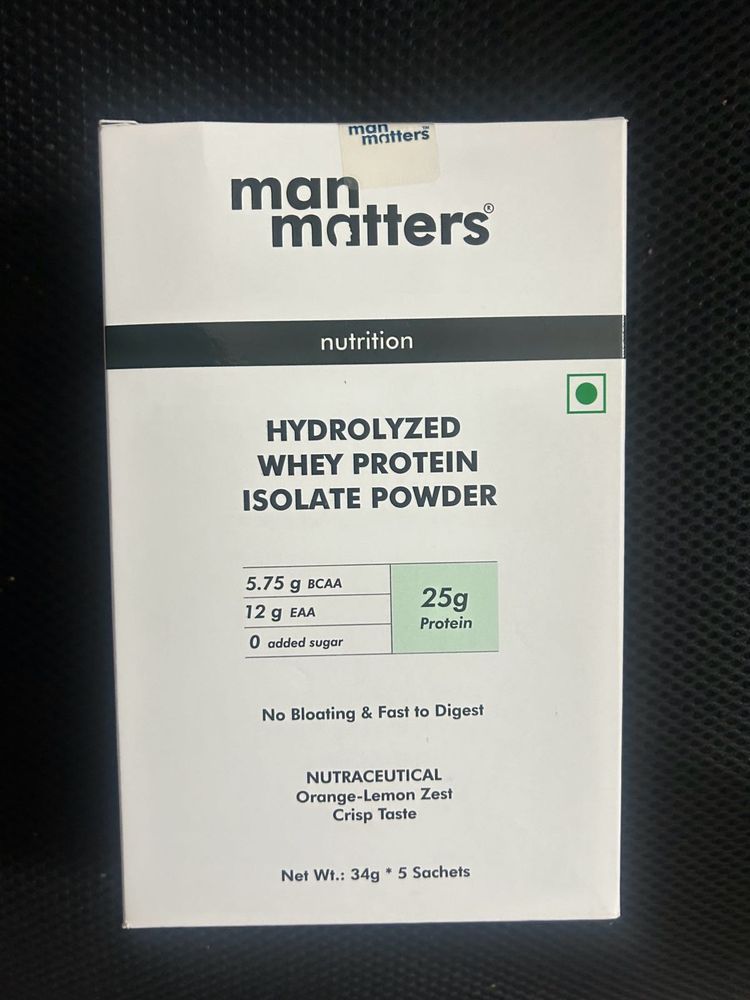 man
matters™
man
matters®
nutrition
HYDROLYZED
WHEY PROTEIN
ISOLATE POWDER
5.75 g BCAA
12 g EAA
0 added sugar
25g
Protein
No Bloating & Fast to Digest
NUTRACEUTICAL
Orange-Lemon Zest
Crisp Taste
Net Wt.: 34g * 5 Sachets